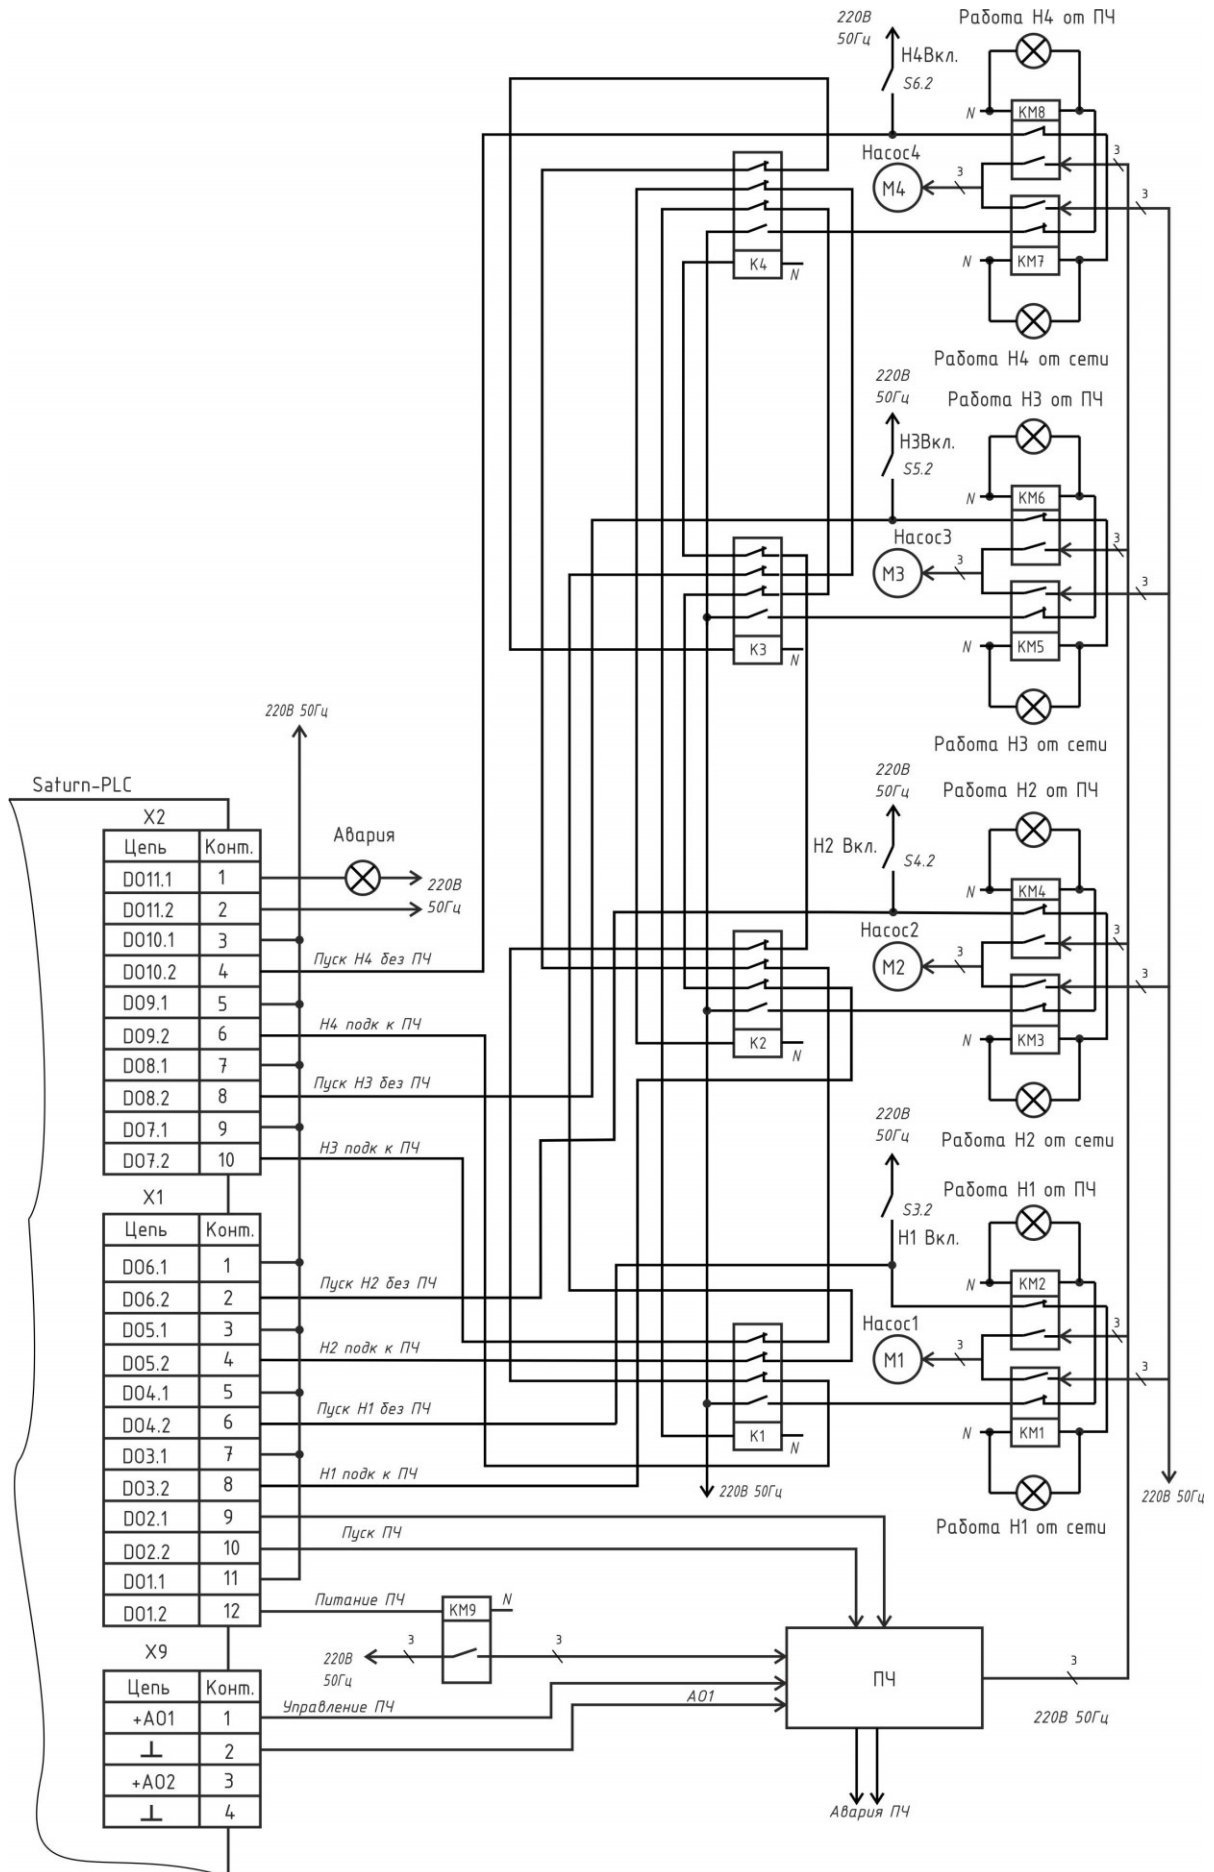 Работа Н4 от ПЧ
220В
50Гц
Н4Вкл.
S6.2
N
КМ8
Насос4
3
3
М4
3
К4
N
N
КМ7
Работа Н4 от сети
220В
50Гц
Работа Н3 от ПЧ
Н3Вкл.
S5.2
N
КМ6
Насос3
3
3
М3
3
К3
N
N
КМ5
Работа Н3 от сети
220В 50Гц
220В
50Гц
Работа Н2 от ПЧ
Н2 Вкл.
S4.2
N
КМ4
Насос2
3
3
М2
3
К2
N
N
КМ3
Работа Н2 от сети
220В
50Гц
Работа Н1 от ПЧ
S3.2
Н1 Вкл.
N
КМ2
Насос1
3
3
М1
3
К1
N
N
КМ1
220В 50Гц
220В 50Гц
Работа Н1 от сети
Saturn-PLC
X2
Цепь Конт.
DO11.1 1
Авария
220В
50Гц
DO11.2 2
DO10.1 3
DO10.2 4 Пуск Н4 без ПЧ
DO9.1 5
DO9.2 6 Н4 подк к ПЧ
DO8.1 7
DO8.2 8 Пуск Н3 без ПЧ
DO7.1 9
DO7.2 10 Н3 подк к ПЧ
X1
Цепь Конт.
DO6.1 1
DO6.2 2 Пуск Н2 без ПЧ
DO5.1 3
DO5.2 4 Н2 подк к ПЧ
DO4.1 5
DO4.2 6 Пуск Н1 без ПЧ
DO3.1 7
DO3.2 8 Н1 подк к ПЧ
DO2.1 9
DO2.2 10 Пуск ПЧ
DO1.1 11
DO1.2 12 Питание ПЧ
КМ9
N
220В
50Гц
3
3
ПЧ
3
220В 50Гц
X9
Цепь Конт.
+AO1 1 Управление ПЧ
AO1
⊥ 2
+AO2 3
⊥ 4
Авария ПЧ